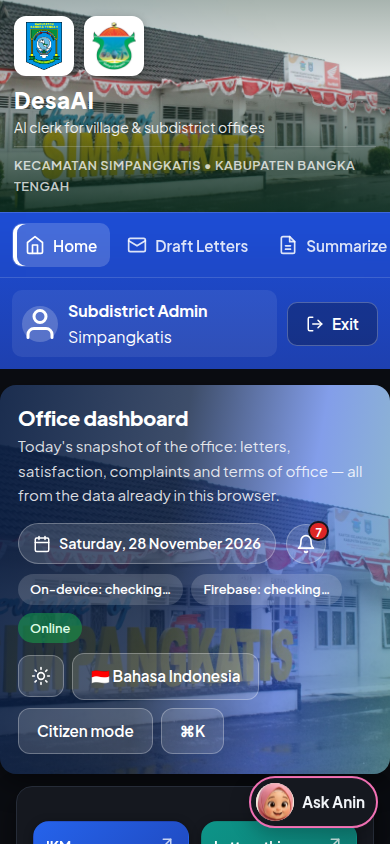 DesaAI
AI clerk for village & subdistrict offices
KECAMATAN SIMPANGKATIS • KABUPATEN BANGKA
TENGAH
Home
Draft Letters
Summarize
Subdistrict Admin
Simpangkatis
Exit
Office dashboard
Today's snapshot of the office: letters,
satisfaction, complaints and terms of office — all
from the data already in this browser.
Saturday, 28 November 2026
7
On-device: checking…
Firebase: checking…
Online
🇮🇩 Bahasa Indonesia
Citizen mode
⌘K
Ask Anin